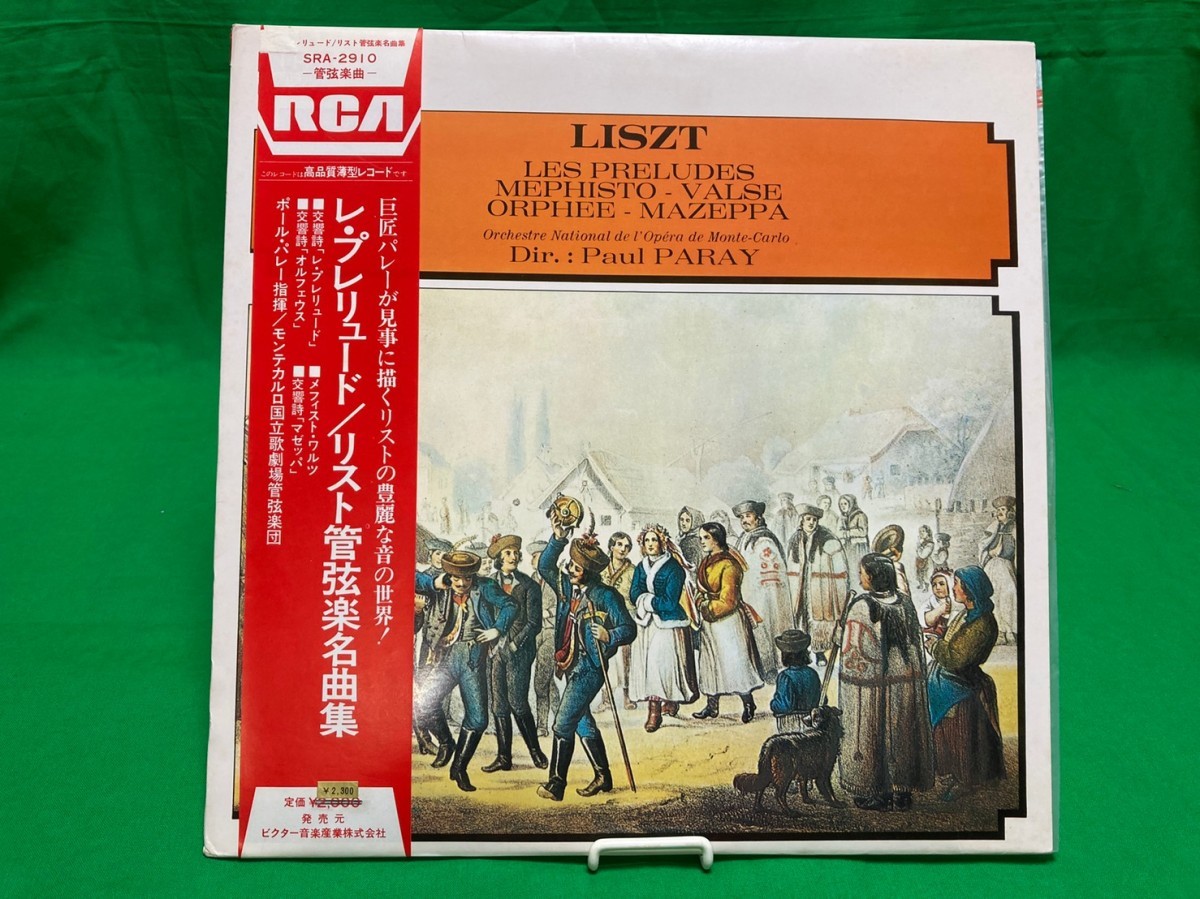 リュード/リスト管弦楽名曲集
SRA-2910
―管弦楽曲―
RCA
このレコードは高品質薄型レコードです
巨匠パレーが見事に描くリストの豊麗な音の世界!
レ・プレリュード/リスト管弦楽名曲集
■交響詩「レ・プレリュード」
■メフィスト・ワルツ
■交響詩「オルフェウス」
■交響詩「マゼッパ」
ポール・パレー指揮/モンテカルロ国立歌劇場管弦楽団
¥2,300
定価 ¥2,000
発売元
ビクター音楽産業株式会社
LISZT
LES PRELUDES
MEPHISTO - VALSE
ORPHEE - MAZEPPA
Orchestre National de l'Opéra de Monte-Carlo
Dir. : Paul PARAY